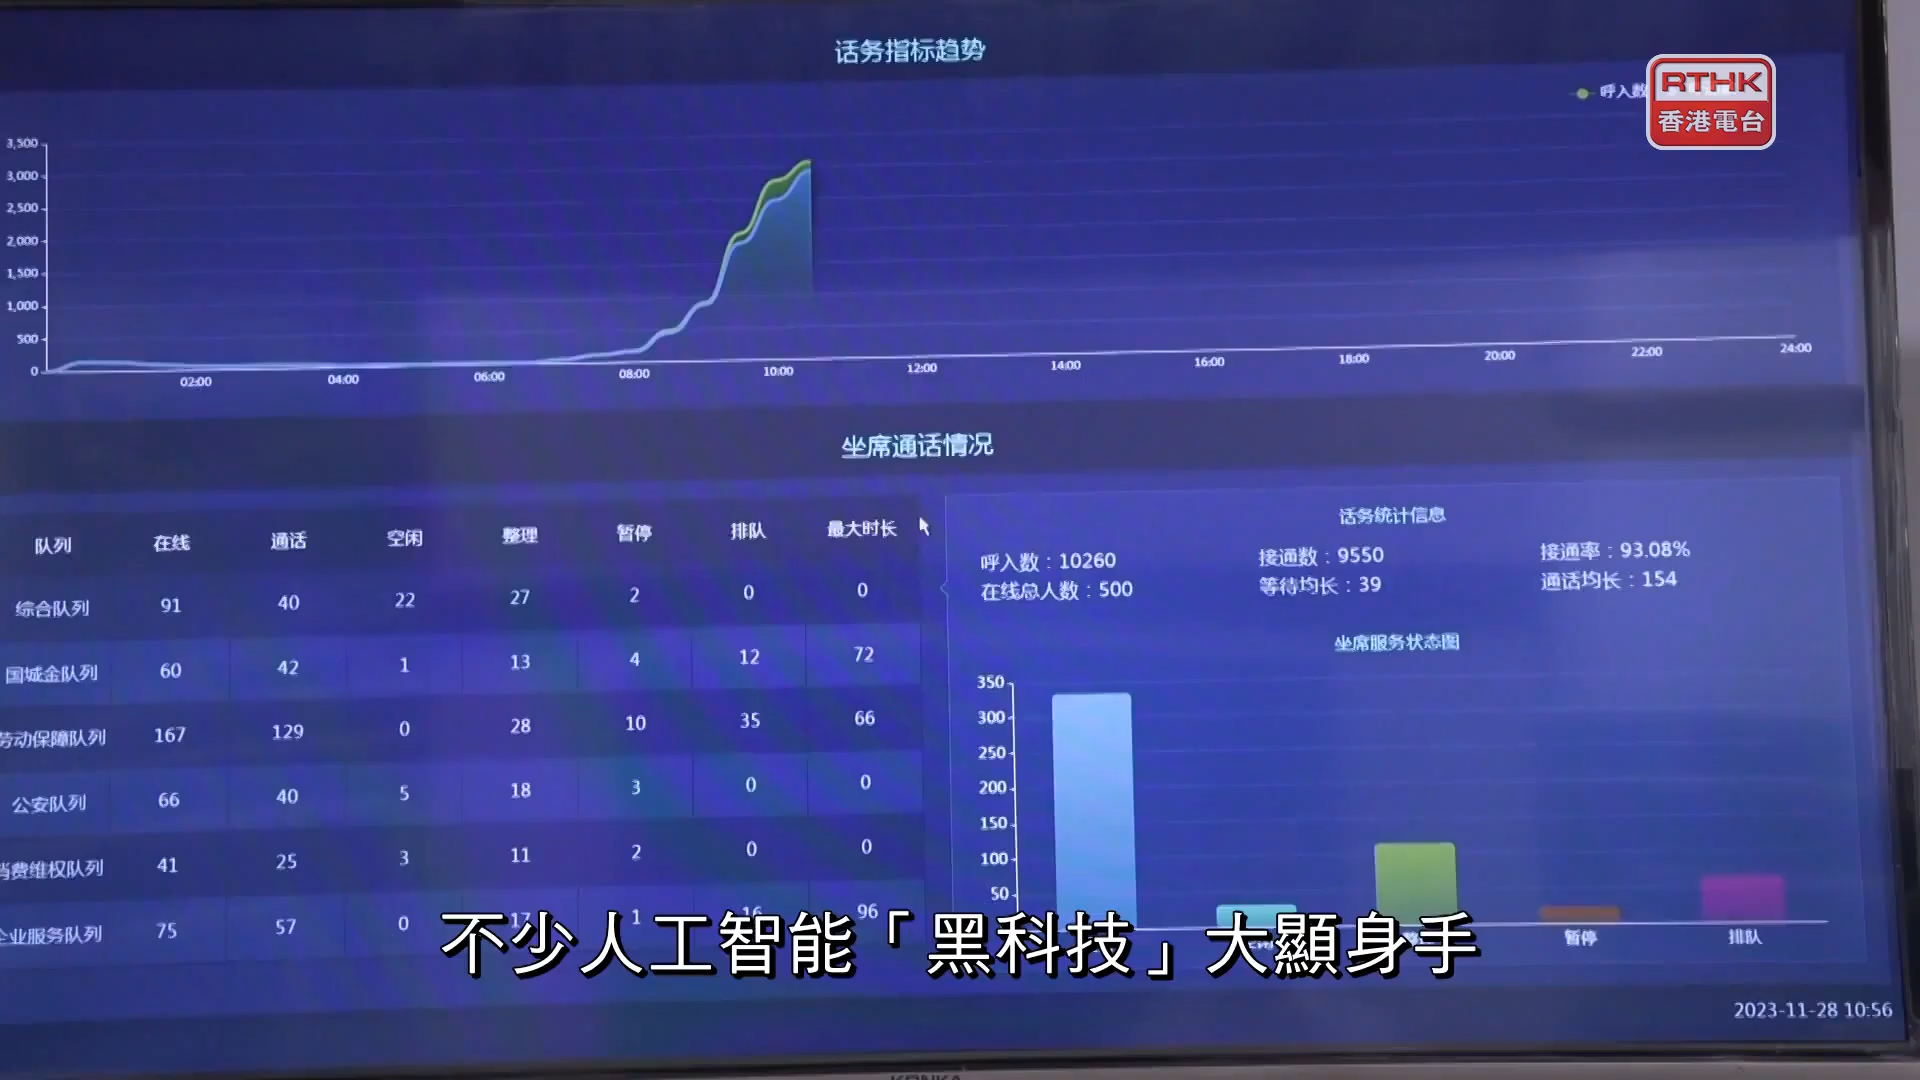 话务指标趋势
呼入数
RTHK
香港電台
3,500
3,000
2,500
2,000
1,500
1,000
500
0
02:00 04:00 06:00 08:00 10:00 12:00 14:00 16:00 18:00 20:00 22:00 24:00
坐席通话情况
队列 在线 通话 空闲 整理 暂停 排队 最大时长
综合队列 91 40 22 27 2 0 0
国城金队列 60 42 1 13 4 12 72
劳动保障队列 167 129 0 28 10 35 66
公安队列 66 40 5 18 3 0 0
消费维权队列 41 25 3 11 2 0 0
企业服务队列 75 57 0 17 1 16 96
话务统计信息
呼入数：10260 接通数：9550 接通率：93.08%
在线总人数：500 等待均长：39 通话均长：154
坐席服务状态图
350
300
250
200
150
100
50
暂停 排队
不少人工智能「黑科技」大顯身手
2023-11-28 10:56